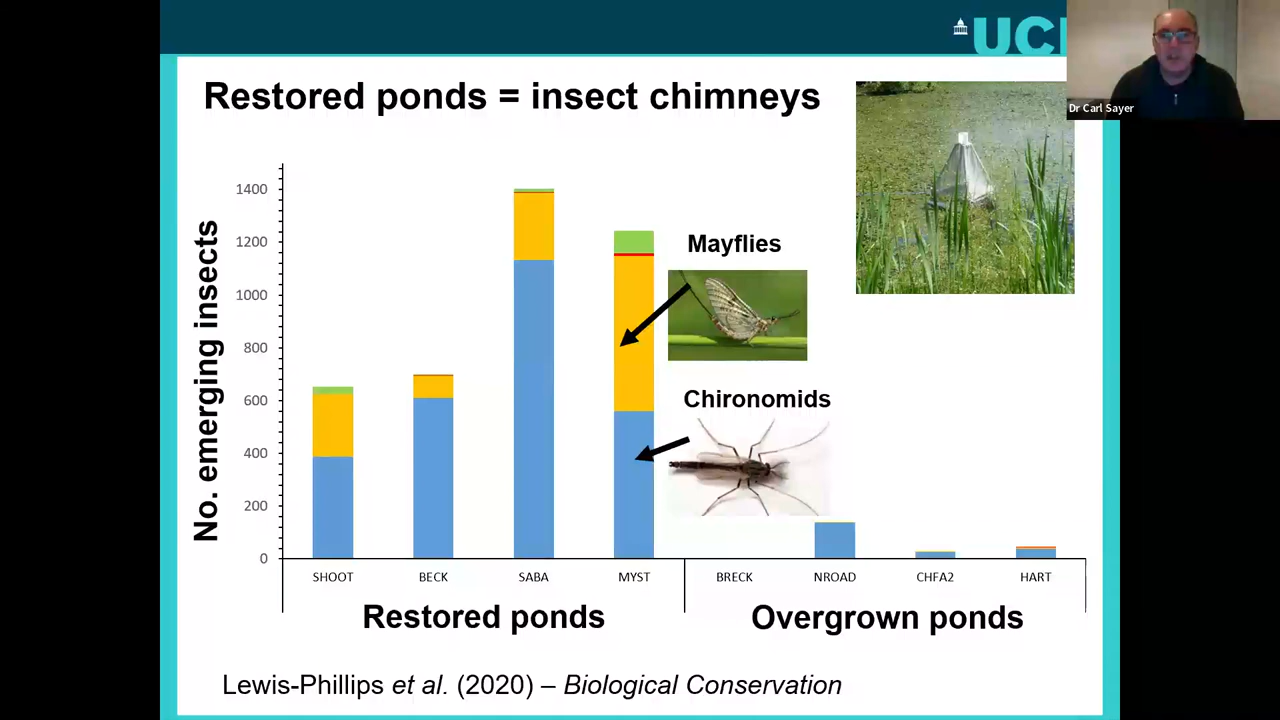 UCL
Dr Carl Sayer
Restored ponds = insect chimneys
No. emerging insects
1400
1200
1000
800
600
400
200
0
Mayflies
Chironomids
SHOOT
BECK
SABA
MYST
BRECK
NROAD
CHFA2
HART
Restored ponds
Overgrown ponds
Lewis-Phillips et al. (2020) – Biological Conservation